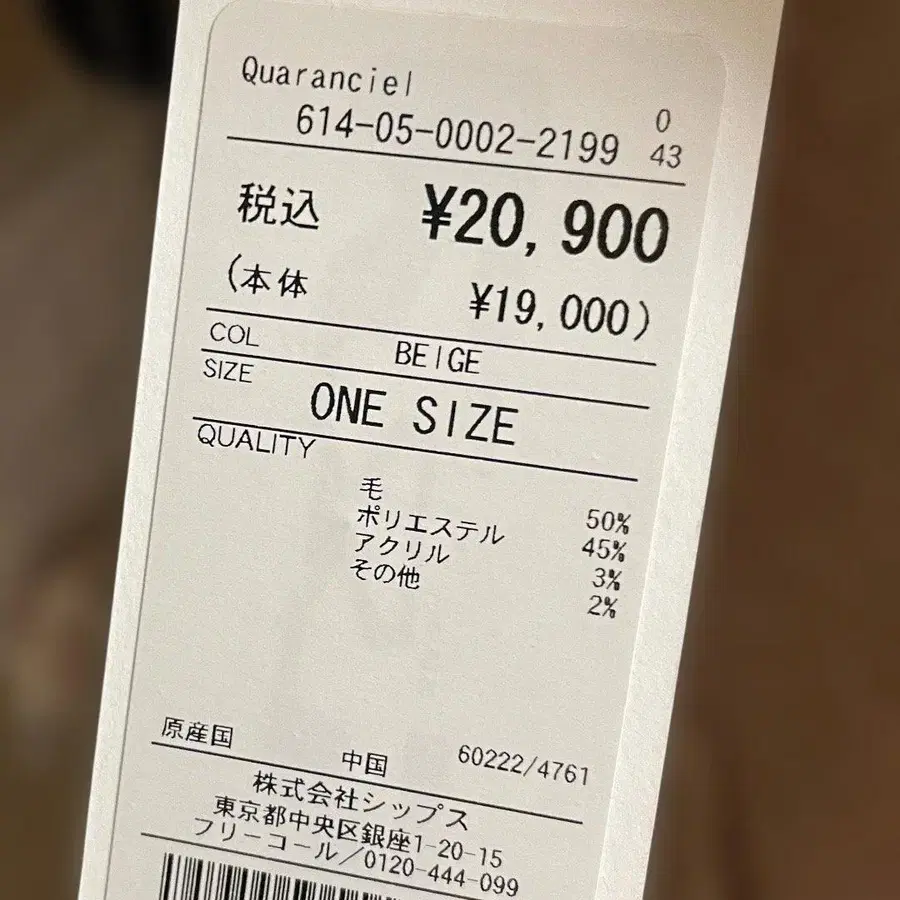 Quaranciel
614-05-0002-2199 0 43
税込 ¥20,900
(本体 ¥19,000)
COL BEIGE
SIZE ONE SIZE
QUALITY
毛 50%
ポリエステル 45%
アクリル 3%
その他 2%
原産国 中国 60222/4761
株式会社シップス
東京都中央区銀座1-20-15
フリーコール/0120-444-099